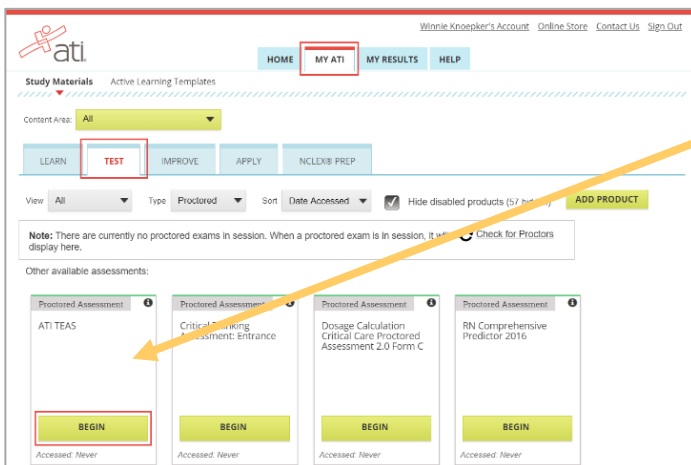 Winnie Knoepker's Account Online Store Contact Us Sign Out
ati
HOME MY ATI MY RESULTS HELP
Study Materials Active Learning Templates
Content Area: All
LEARN TEST IMPROVE APPLY NCLEX® PREP
View All Type Proctored Sort Date Accessed Hide disabled products (57 ADD PRODUCT
Note: There are currently no proctored exams in session. When a proctored exam is in session, it Check for Proctors
display here.
Other available assessments:
Proctored Assessment Proctored Assessment Proctored Assessment Proctored Assessment
ATI TEAS Critical Thinking Dosage Calculation RN Comprehensive
Assessment: Entrance Critical Care Proctored Predictor 2016
Assessment 2.0 Form C
BEGIN BEGIN BEGIN BEGIN
Accessed: Never Accessed: Never Accessed: Never Accessed: Never